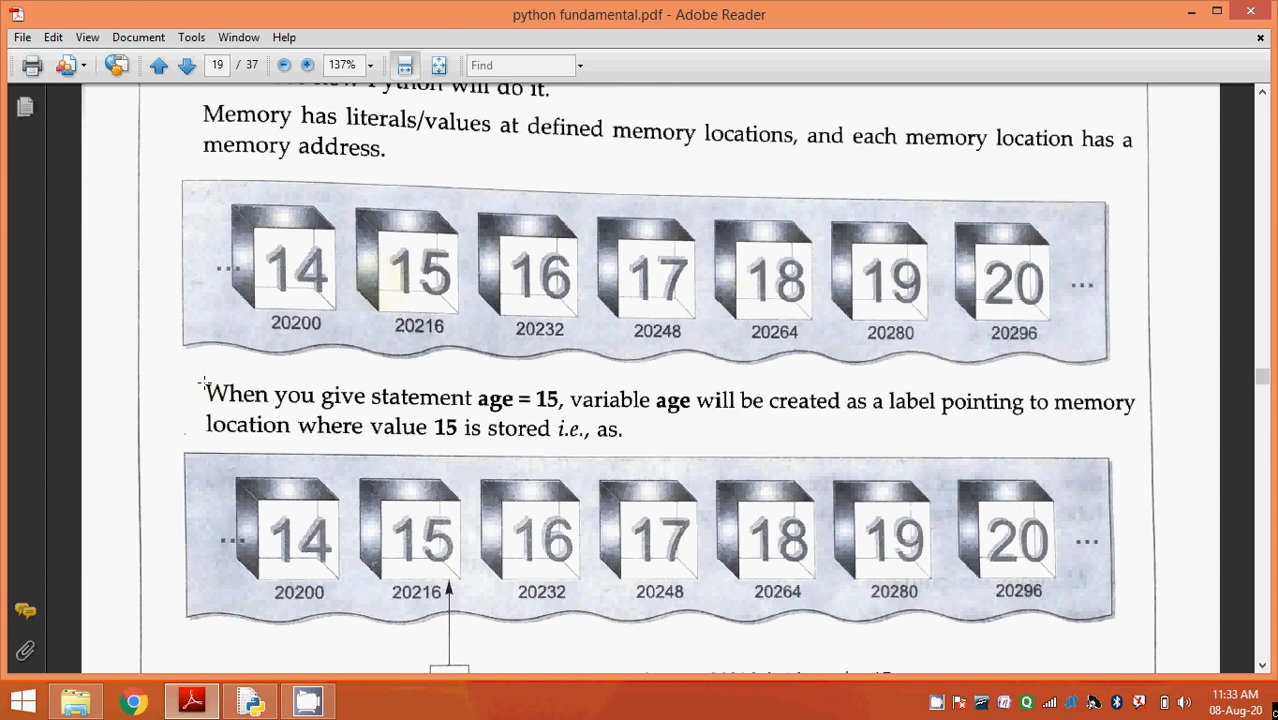 python fundamental.pdf - Adobe Reader
File Edit View Document Tools Window Help
19 / 37 137% Find
Python will do it.
Memory has literals/values at defined memory locations, and each memory location has a
memory address.
... 14 15 16 17 18 19 20 ...
20200 20216 20232 20248 20264 20280 20296
When you give statement age = 15, variable age will be created as a label pointing to memory
location where value 15 is stored i.e., as.
... 14 15 16 17 18 19 20 ...
20200 20216 20232 20248 20264 20280 20296
11:33 AM
08-Aug-20